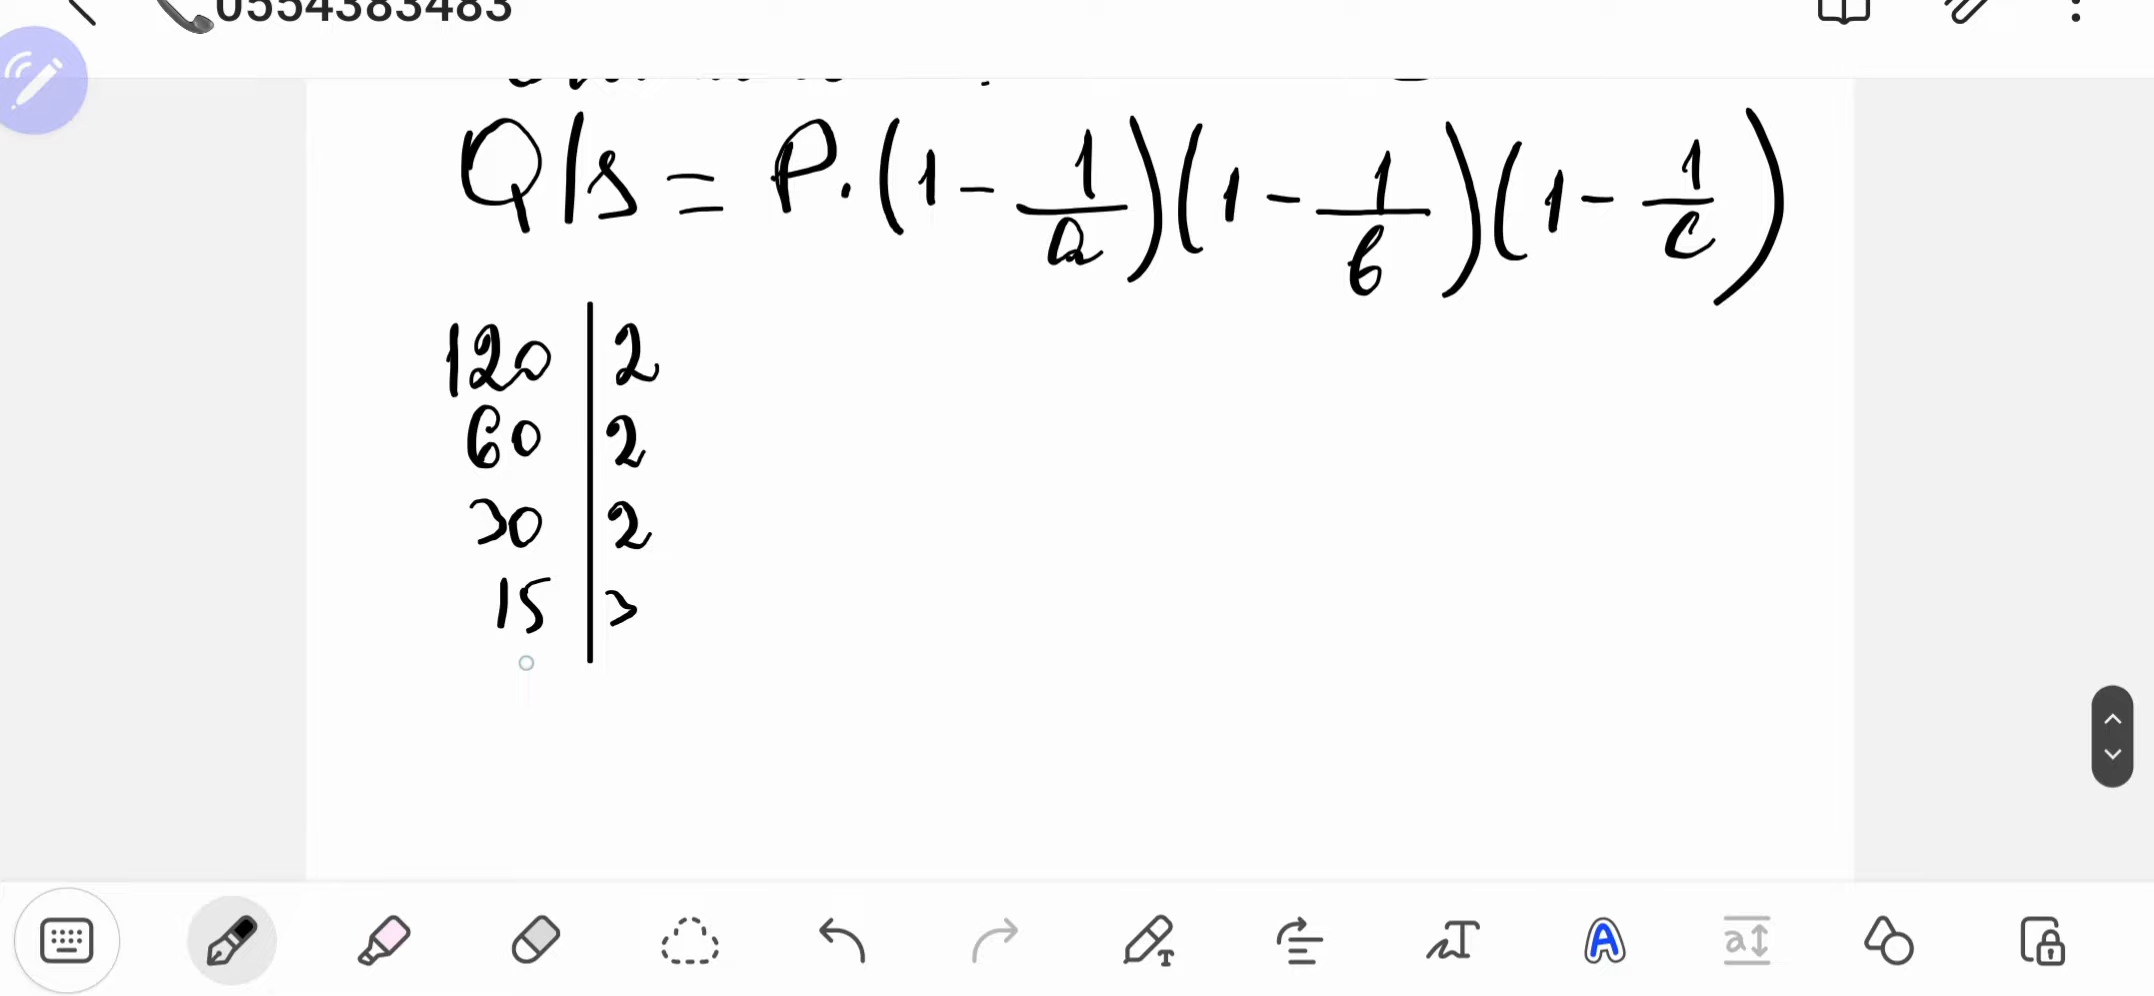 0554383483
Q/s = P. (1 - 1/a) (1 - 1/b) (1 - 1/c)
120 | 2
60 | 2
30 | 2
15 | 3